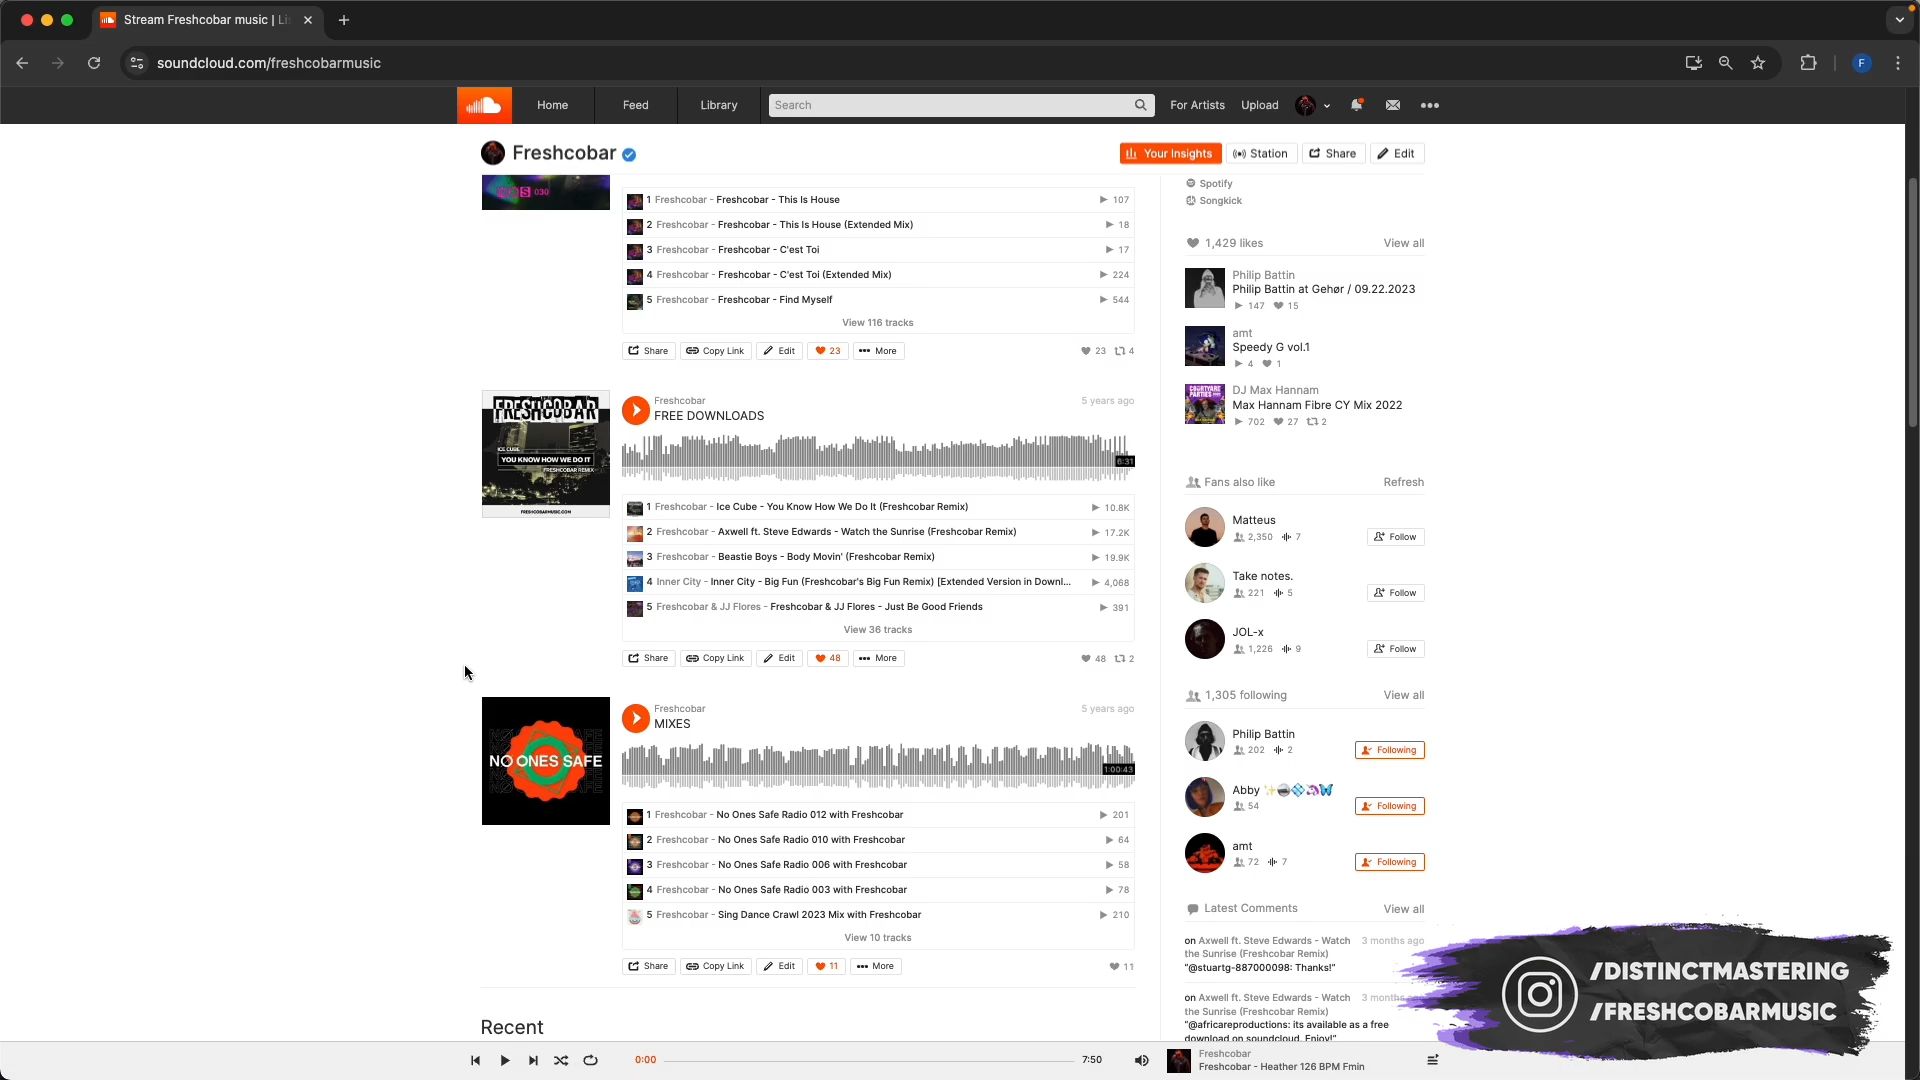 Stream Freshcobar music | Li
soundcloud.com/freshcobarmusic
F
Home
Feed
Library
Search
For Artists
Upload
Freshcobar
Your Insights
Station
Share
Edit
S 030
1 Freshcobar - Freshcobar - This Is House 107
2 Freshcobar - Freshcobar - This Is House (Extended Mix) 18
3 Freshcobar - Freshcobar - C'est Toi 17
4 Freshcobar - Freshcobar - C'est Toi (Extended Mix) 224
5 Freshcobar - Freshcobar - Find Myself 544
View 116 tracks
Share Copy Link Edit 23 More 23 4
FRESHCOBAR
ICE CUBE
YOU KNOW HOW WE DO IT
FRESHCOBAR REMIX
FRESHCOBARMUSIC.COM
Freshcobar 5 years ago
FREE DOWNLOADS
6:31
1 Freshcobar - Ice Cube - You Know How We Do It (Freshcobar Remix) 10.8K
2 Freshcobar - Axwell ft. Steve Edwards - Watch the Sunrise (Freshcobar Remix) 17.2K
3 Freshcobar - Beastie Boys - Body Movin' (Freshcobar Remix) 19.9K
4 Inner City - Inner City - Big Fun (Freshcobar's Big Fun Remix) [Extended Version in Downl... 4,068
5 Freshcobar & JJ Flores - Freshcobar & JJ Flores - Just Be Good Friends 391
View 36 tracks
Share Copy Link Edit 48 More 48 2
NO ONES SAFE
Freshcobar 5 years ago
MIXES
1:00:43
1 Freshcobar - No Ones Safe Radio 012 with Freshcobar 201
2 Freshcobar - No Ones Safe Radio 010 with Freshcobar 64
3 Freshcobar - No Ones Safe Radio 006 with Freshcobar 58
4 Freshcobar - No Ones Safe Radio 003 with Freshcobar 78
5 Freshcobar - Sing Dance Crawl 2023 Mix with Freshcobar 210
View 10 tracks
Share Copy Link Edit 11 More 11
Recent
Spotify
Songkick
1,429 likes View all
Philip Battin
Philip Battin at Gehør / 09.22.2023
147 15
amt
Speedy G vol.1
4 1
COURTYARD
PARTIES
DJ Max Hannam
Max Hannam Fibre CY Mix 2022
702 27 2
Fans also like Refresh
Matteus
2,350 7 Follow
Take notes.
221 5 Follow
JOL-x
1,226 9 Follow
1,305 following View all
Philip Battin
202 2 Following
Abby
54 Following
amt
72 7 Following
Latest Comments View all
on Axwell ft. Steve Edwards - Watch 3 months ago
the Sunrise (Freshcobar Remix)
"@stuartg-887000098: Thanks!"
on Axwell ft. Steve Edwards - Watch 3 months ago
the Sunrise (Freshcobar Remix)
"@africareproductions: its available as a free
download on soundcloud. Enjoy!"
/DISTINCTMASTERING
/FRESHCOBARMUSIC
0:00 7:50
Freshcobar
Freshcobar - Heather 126 BPM Fmin